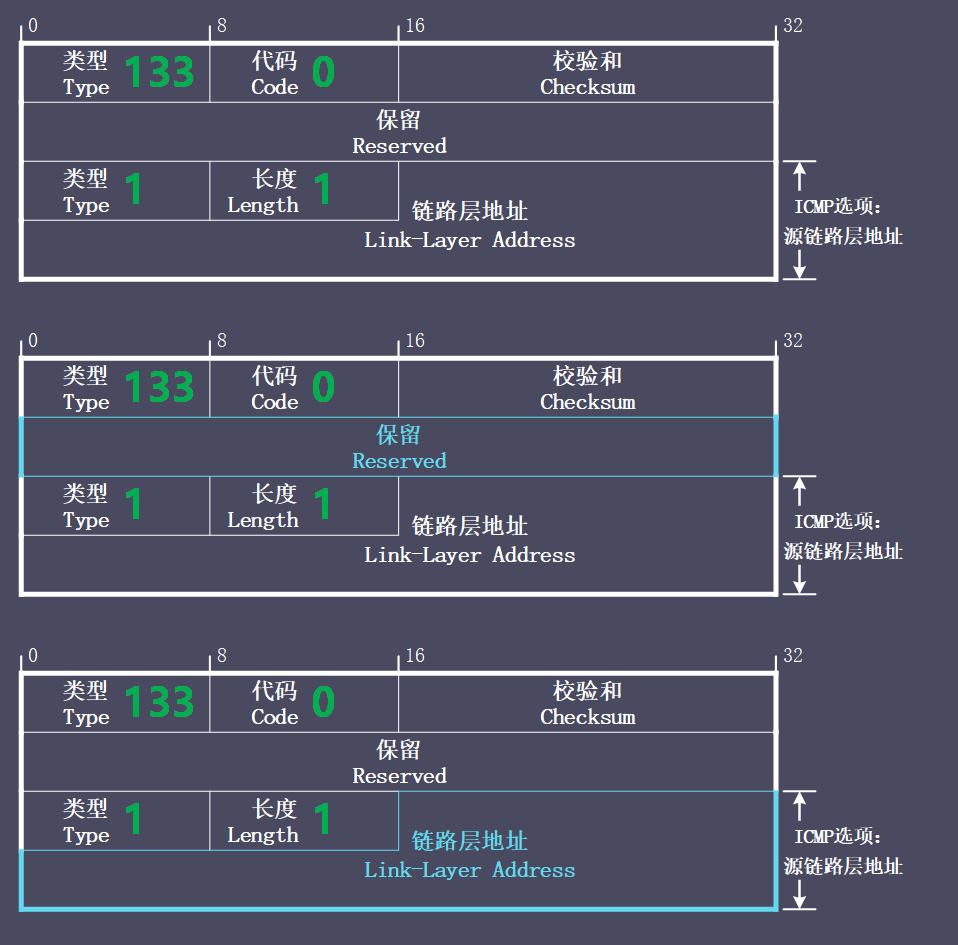 0 8 16 32
类型 133 代码 0 校验和
Type Code Checksum
保留
Reserved
类型 1 长度 1
Type Length
链路层地址
Link-Layer Address
ICMP选项:
源链路层地址
0 8 16 32
类型 133 代码 0 校验和
Type Code Checksum
保留
Reserved
类型 1 长度 1
Type Length
链路层地址
Link-Layer Address
ICMP选项:
源链路层地址
0 8 16 32
类型 133 代码 0 校验和
Type Code Checksum
保留
Reserved
类型 1 长度 1
Type Length
链路层地址
Link-Layer Address
ICMP选项:
源链路层地址